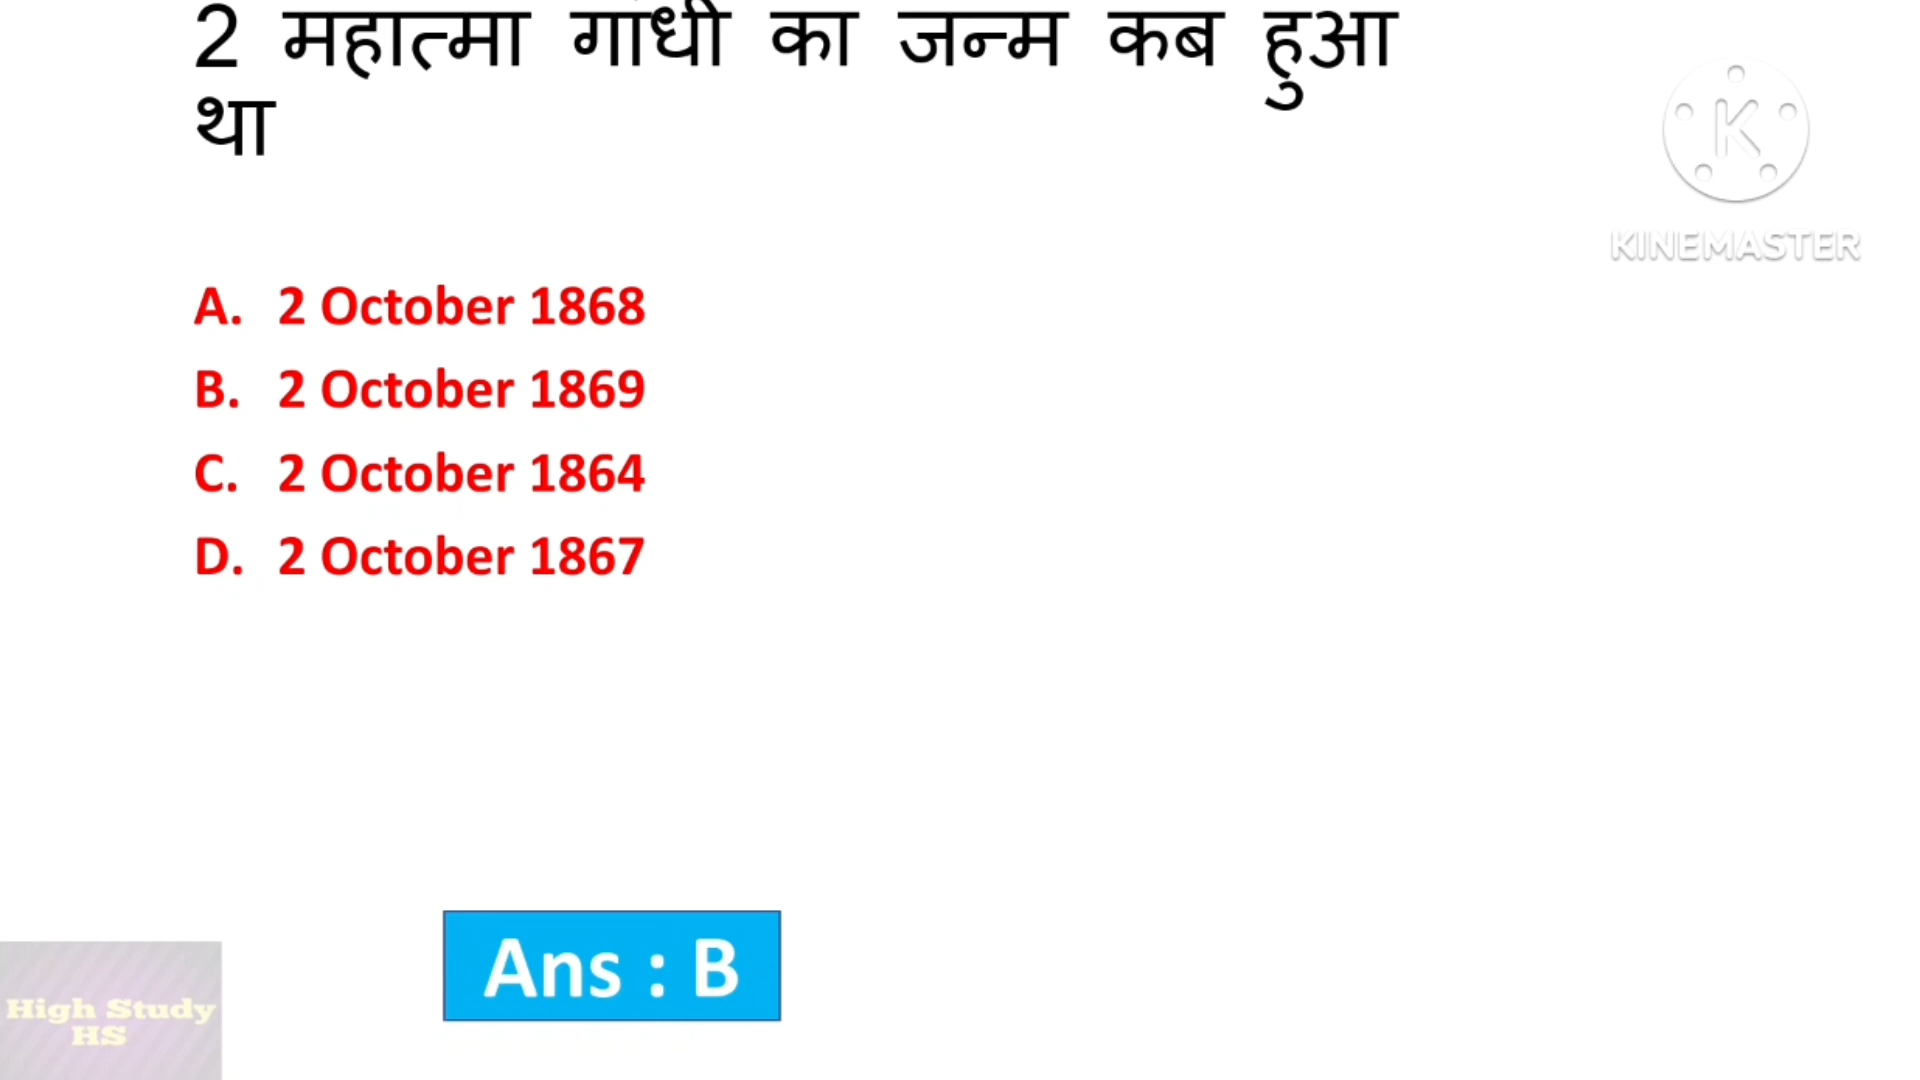 2 महात्मा गांधी का जन्म कब हुआ
था
KINEMASTER
A. 2 October 1868
B. 2 October 1869
C. 2 October 1864
D. 2 October 1867
Ans : B
High Study
HS